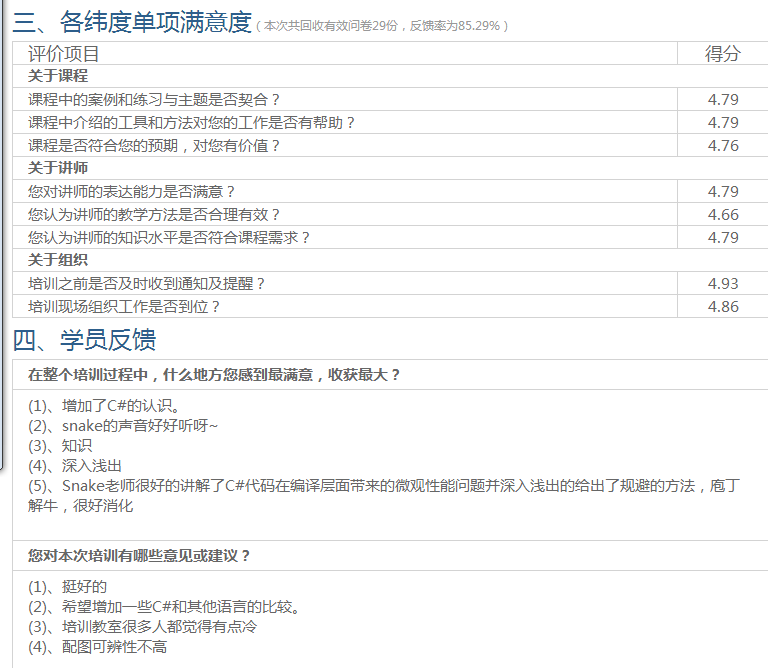 三、各纬度单项满意度（本次共回收有效问卷29份，反馈率为85.29%）
评价项目 得分
关于课程
课程中的案例和练习与主题是否契合？ 4.79
课程中介绍的工具和方法对您的工作是否有帮助？ 4.79
课程是否符合您的预期，对您有价值？ 4.76
关于讲师
您对讲师的表达能力是否满意？ 4.79
您认为讲师的教学方法是否合理有效？ 4.66
您认为讲师的知识水平是否符合课程需求？ 4.79
关于组织
培训之前是否及时收到通知及提醒？ 4.93
培训现场组织工作是否到位？ 4.86
四、学员反馈
在整个培训过程中，什么地方您感到最满意，收获最大？
(1)、增加了C#的认识。
(2)、snake的声音好好听呀~
(3)、知识
(4)、深入浅出
(5)、Snake老师很好的讲解了C#代码在编译层面带来的微观性能问题并深入浅出的给出了规避的方法，庖丁
解牛，很好消化
您对本次培训有哪些意见或建议？
(1)、挺好的
(2)、希望增加一些C#和其他语言的比较。
(3)、培训教室很多人都觉得有点冷
(4)、配图可辨性不高